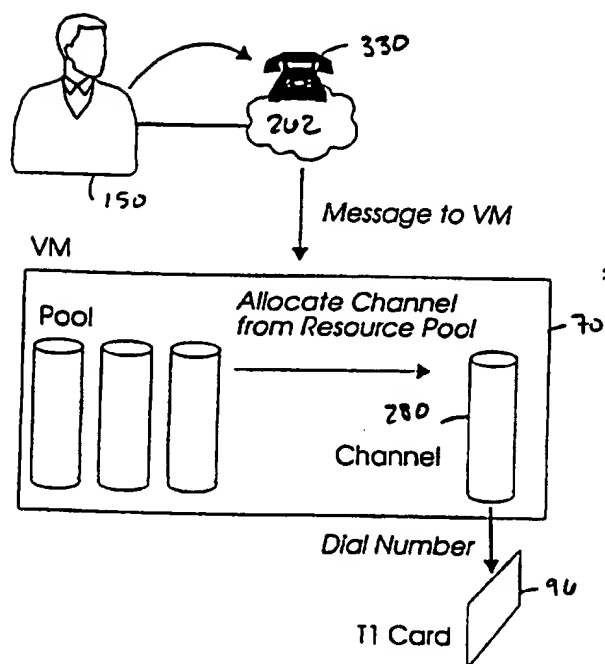 330
202
150
Message to VM
VM
Allocate Channel
from Resource Pool
Pool
70
280
Channel
Dial Number
96
T1 Card